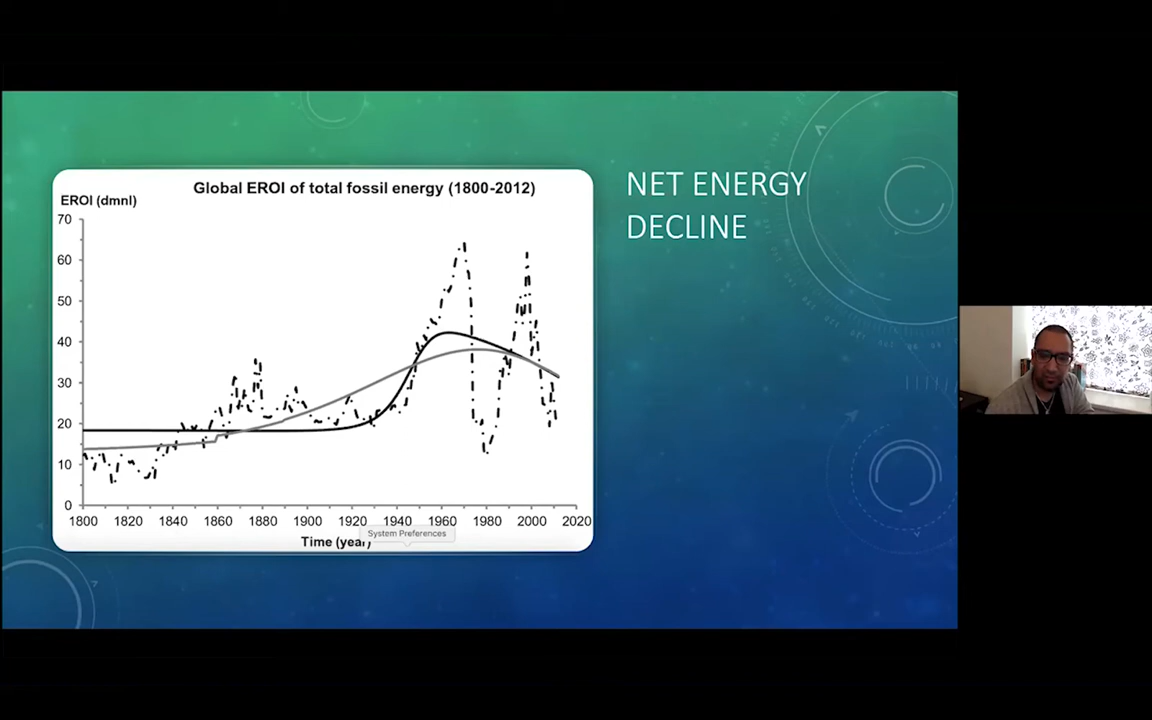 NET ENERGY
DECLINE
Global EROI of total fossil energy (1800-2012)
EROI (dmnl)
70
60
50
40
30
20
10
0
1800 1820 1840 1860 1880 1900 1920 1940 1960 1980 2000 2020
System Preferences
Time (year)